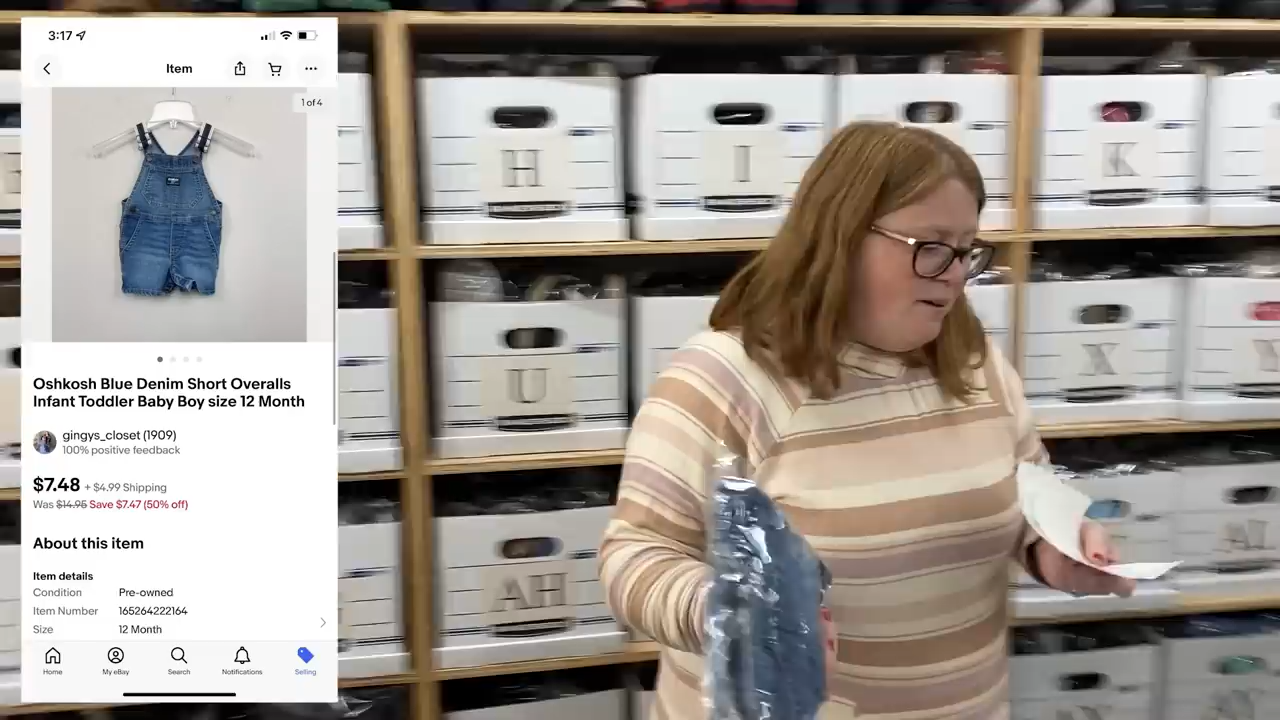 3:17
Item
1 of 4
Oshkosh Blue Denim Short Overalls
Infant Toddler Baby Boy size 12 Month
gingys_closet (1909)
100% positive feedback
$7.48 + $4.99 Shipping
Was $14.95 Save $7.47 (50% off)
About this item
Item details
Condition Pre-owned
Item Number 165264222164
Size 12 Month
Home My eBay Search Notifications Selling
H I K
U X
AH